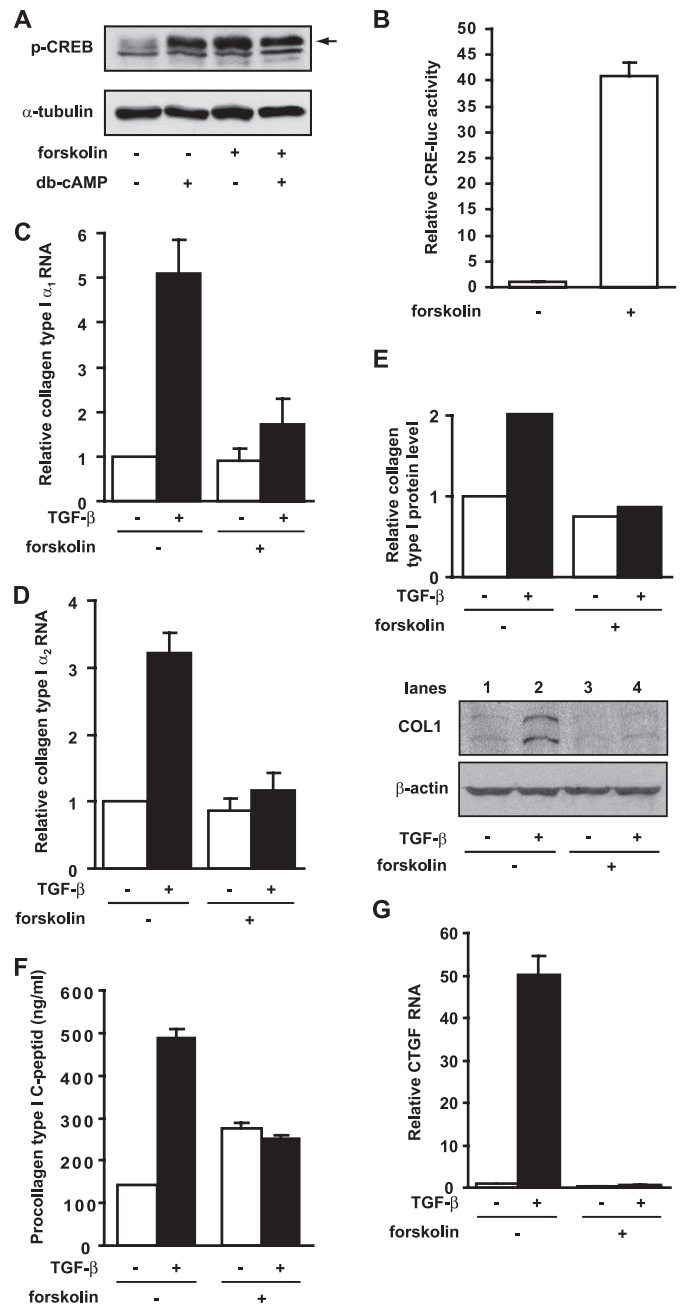 A
p-CREB
α-tubulin
forskolin - - + +
db-cAMP - + - +
B
Relative CRE-luc activity
50
45
40
35
30
25
20
15
10
5
0
forskolin - +
C
Relative collagen type I α1 RNA
6
5
4
3
2
1
0
TGF-β - + - +
forskolin - +
D
Relative collagen type I α2 RNA
4
3
2
1
0
TGF-β - + - +
forskolin - +
E
Relative collagen
type I protein level
2
1
0
TGF-β - + - +
forskolin - +
lanes 1 2 3 4
COL1
β-actin
TGF-β - + - +
forskolin - +
F
Procollagen type I C-peptid (ng/ml)
600
500
400
300
200
100
0
TGF-β - + - +
forskolin - +
G
Relative CTGF RNA
60
50
40
30
20
10
0
TGF-β - + - +
forskolin - +